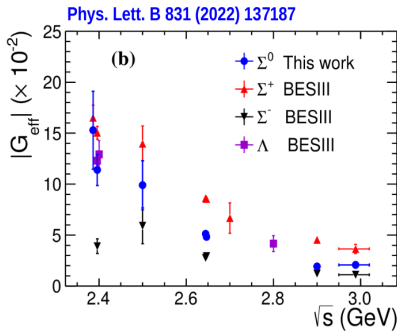 Phys. Lett. B 831 (2022) 137187
|G_eff| (× 10⁻²)
25
20
15
10
5
0
(b)
Σ⁰ This work
Σ⁺ BESIII
Σ⁻ BESIII
Λ BESIII
2.4 2.6 2.8 3.0
√s (GeV)